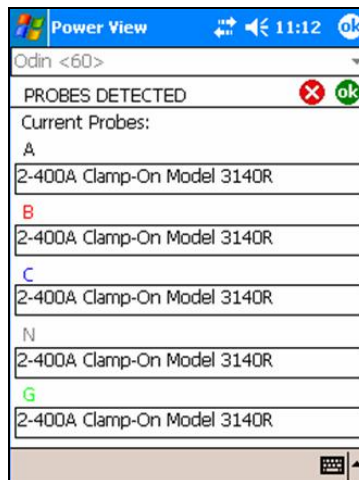 Power View 11:12 ok
Odin <60>
PROBES DETECTED ok
Current Probes:
A
2-400A Clamp-On Model 3140R
B
2-400A Clamp-On Model 3140R
C
2-400A Clamp-On Model 3140R
N
2-400A Clamp-On Model 3140R
G
2-400A Clamp-On Model 3140R